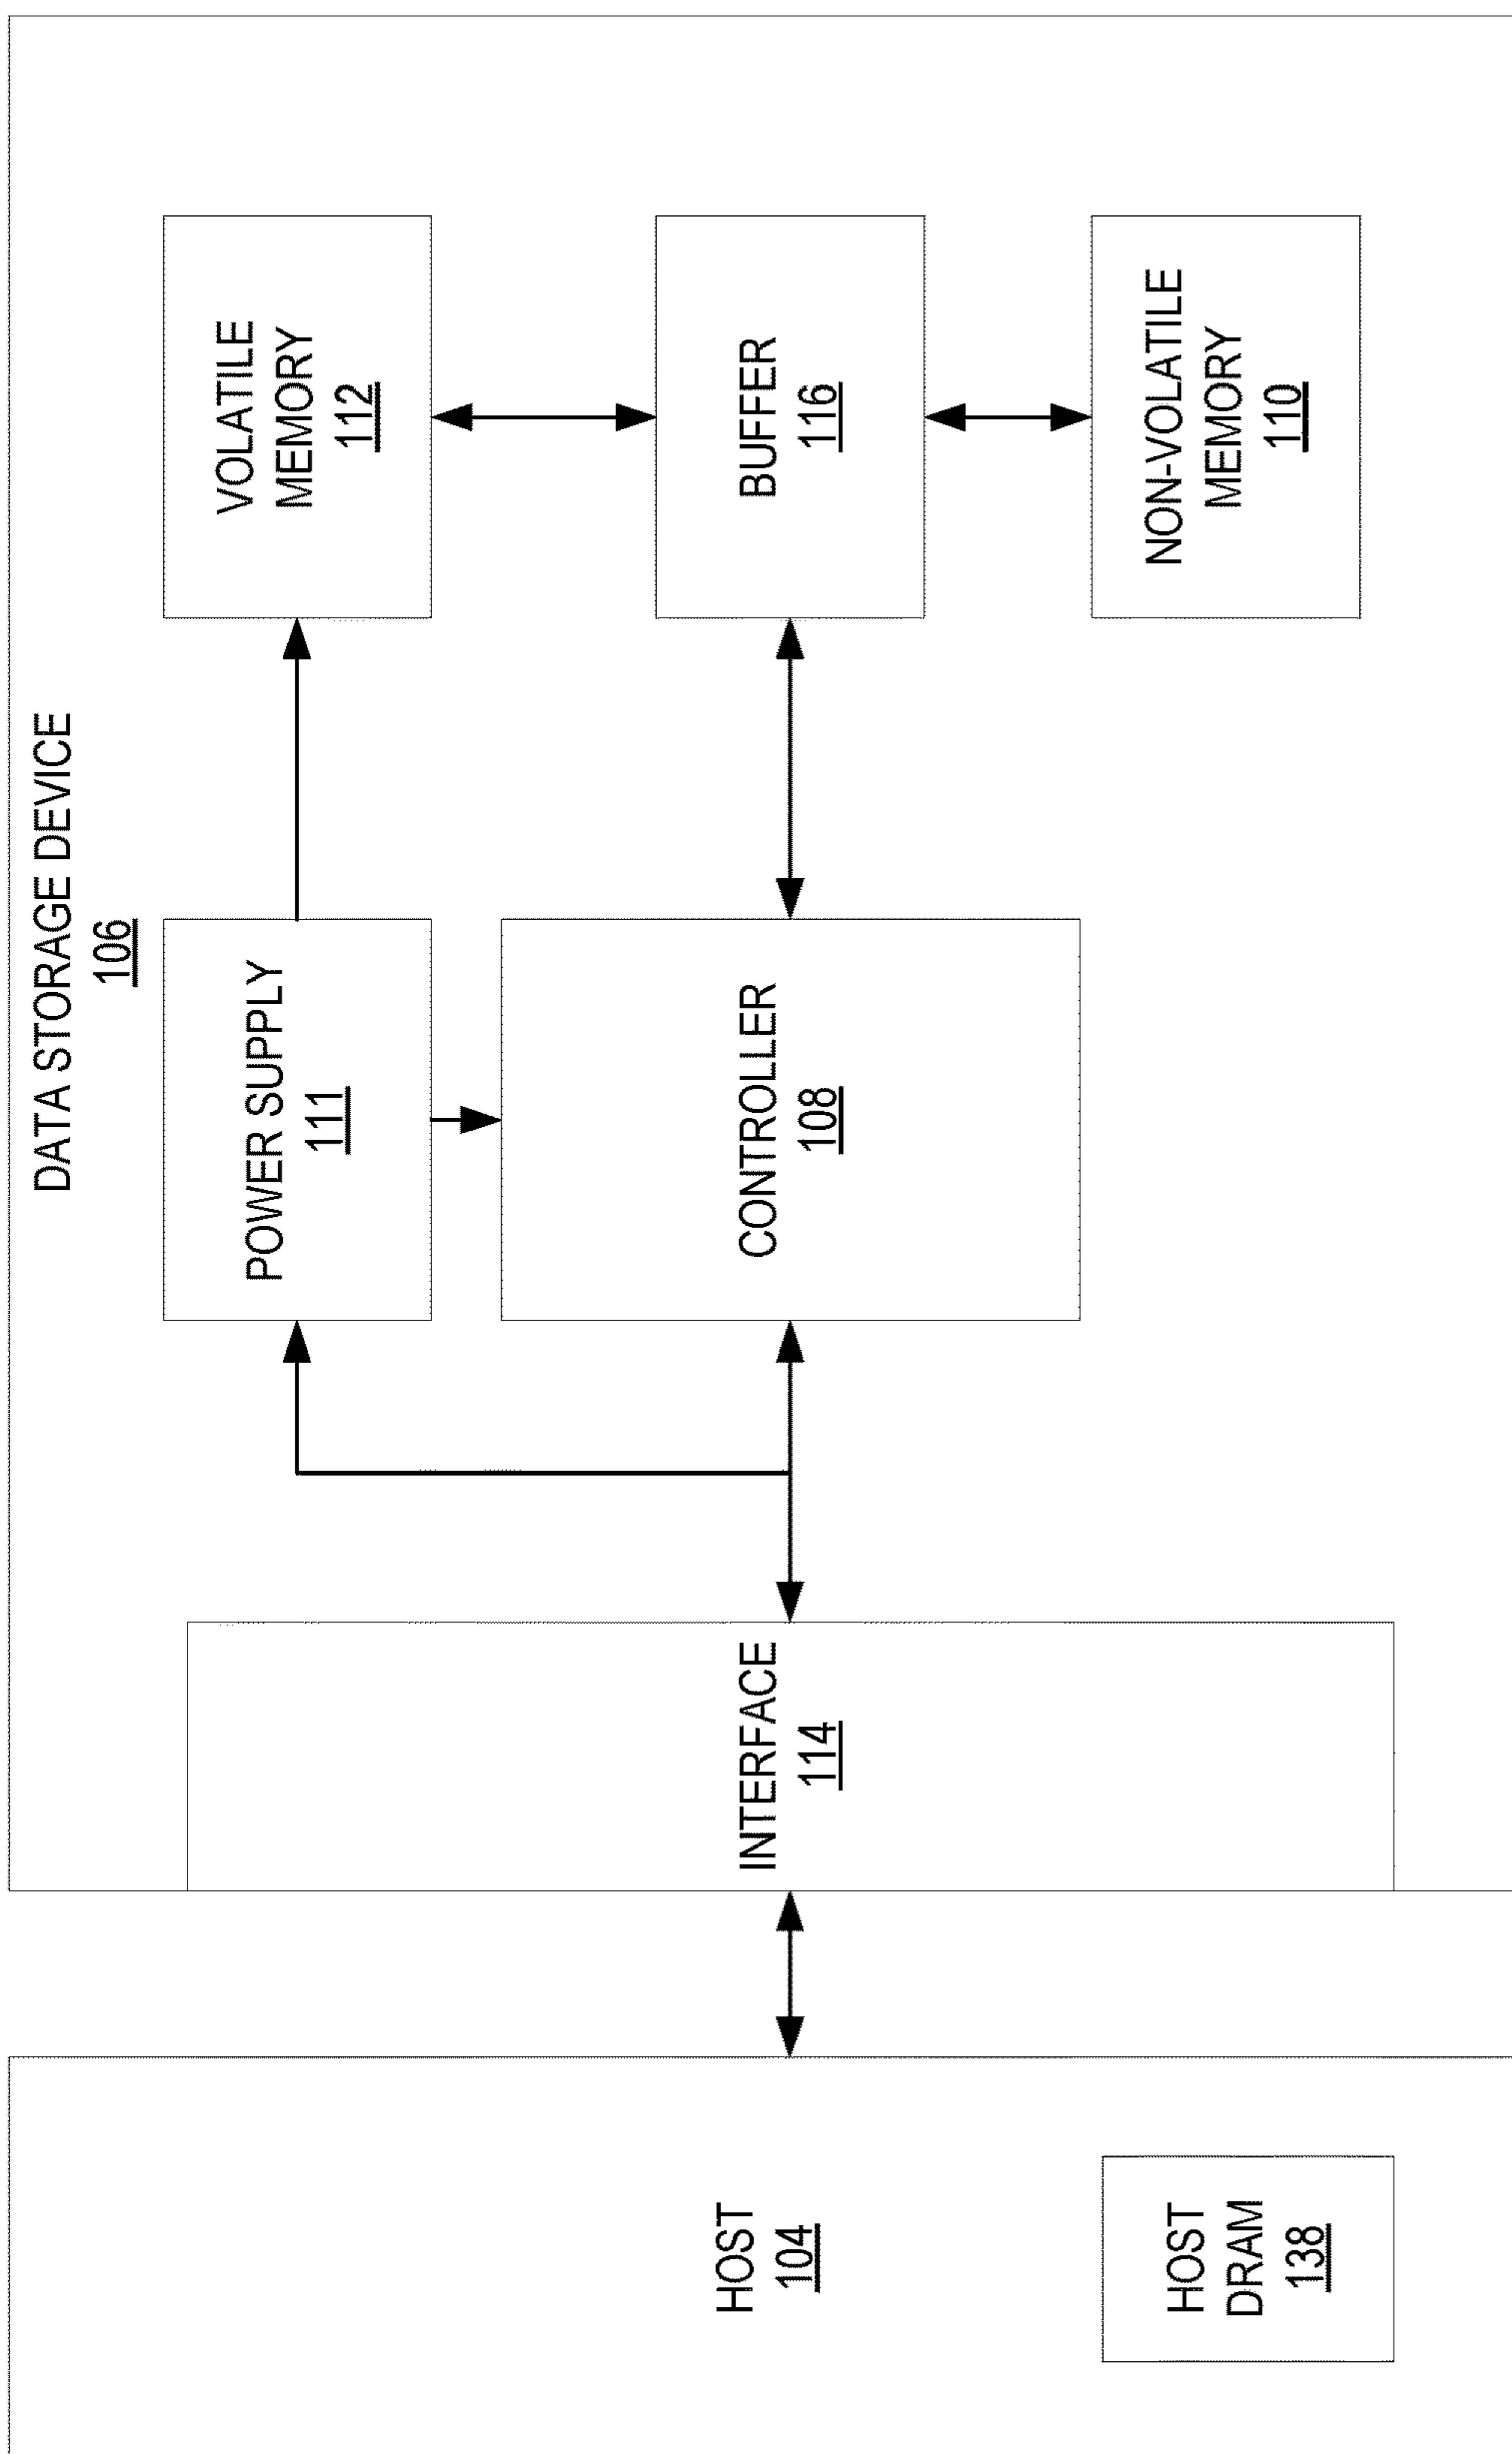 DATA STORAGE DEVICE
106
HOST
104
HOST
DRAM
138
INTERFACE
114
POWER SUPPLY
111
CONTROLLER
108
VOLATILE
MEMORY
112
BUFFER
116
NON-VOLATILE
MEMORY
110